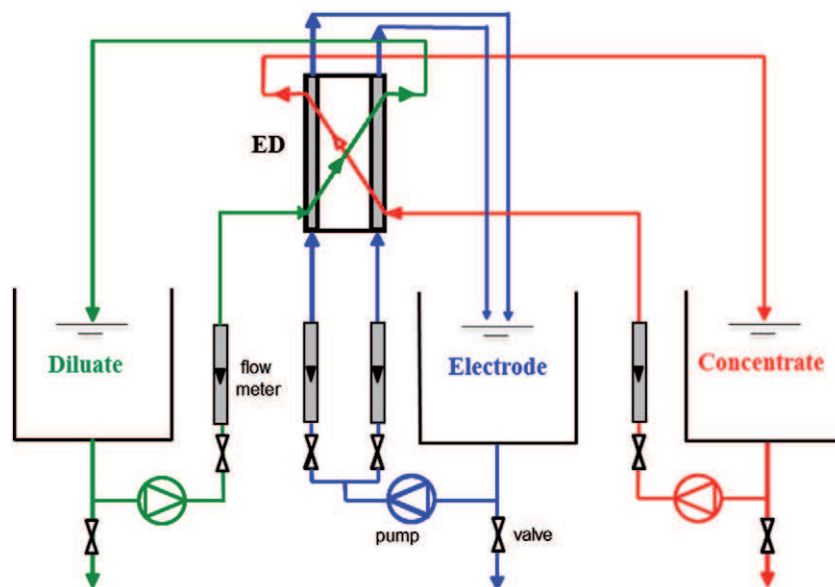 ED
Diluate
flow
meter
Electrode
Concentrate
pump
valve